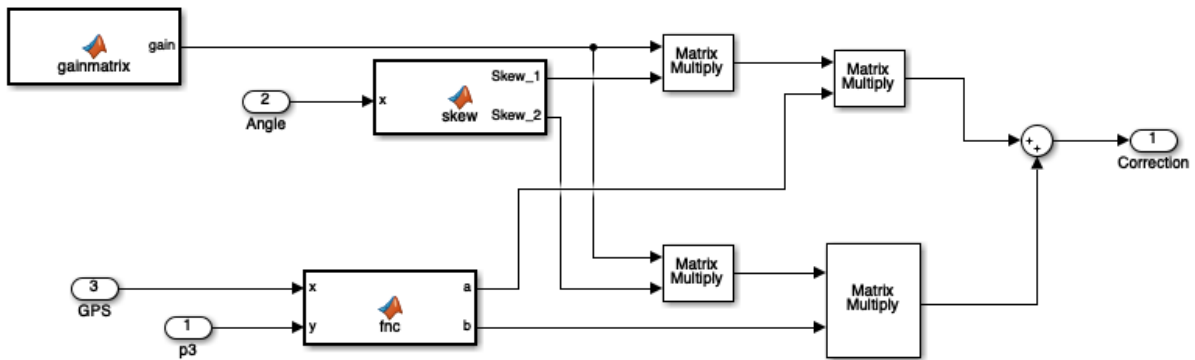 gain
gainmatrix
Matrix
Multiply
Matrix
Multiply
2
Angle
x
Skew_1
Skew_2
skew
1
Correction
3
GPS
1
p3
x
y
a
b
fnc
Matrix
Multiply
Matrix
Multiply
+
+